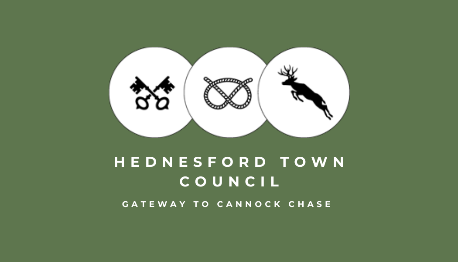 HEDNESFORD TOWN
COUNCIL
GATEWAY TO CANNOCK CHASE